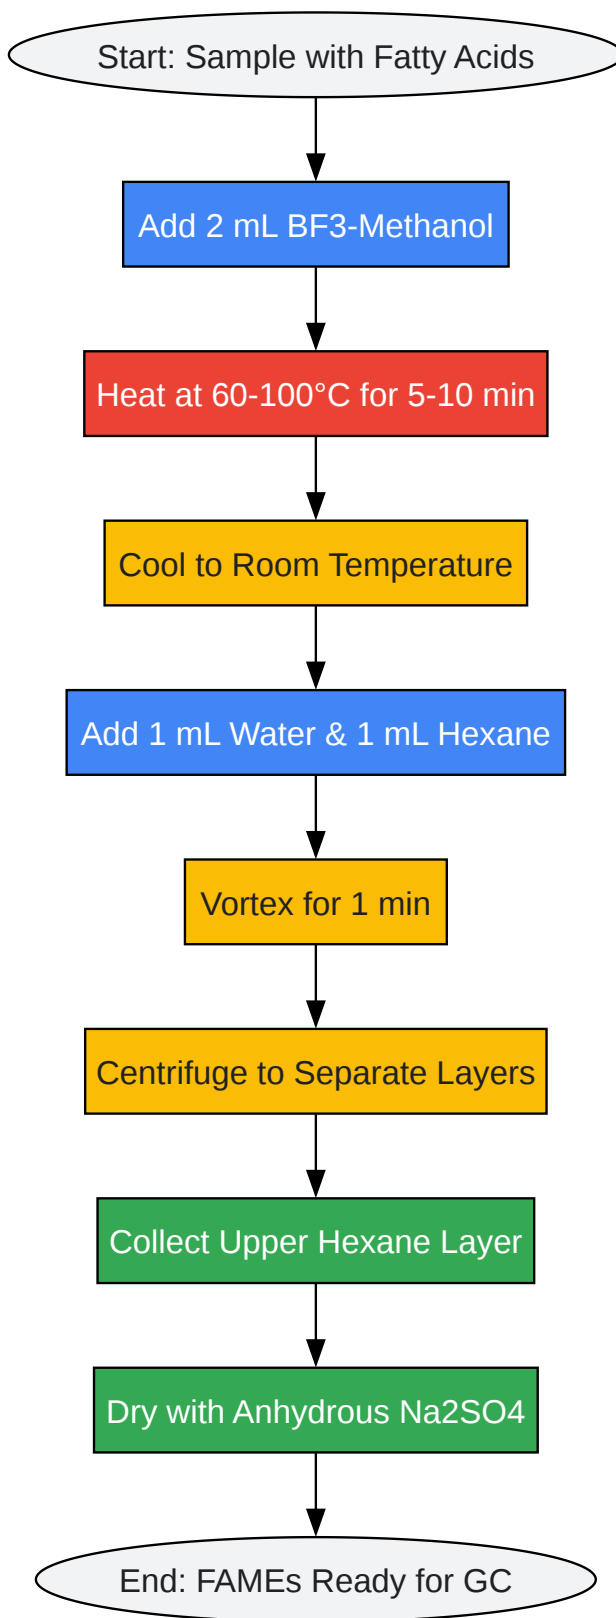 Start: Sample with Fatty Acids
Add 2 mL BF3-Methanol
Heat at 60-100°C for 5-10 min
Cool to Room Temperature
Add 1 mL Water & 1 mL Hexane
Vortex for 1 min
Centrifuge to Separate Layers
Collect Upper Hexane Layer
Dry with Anhydrous Na2SO4
End: FAMEs Ready for GC